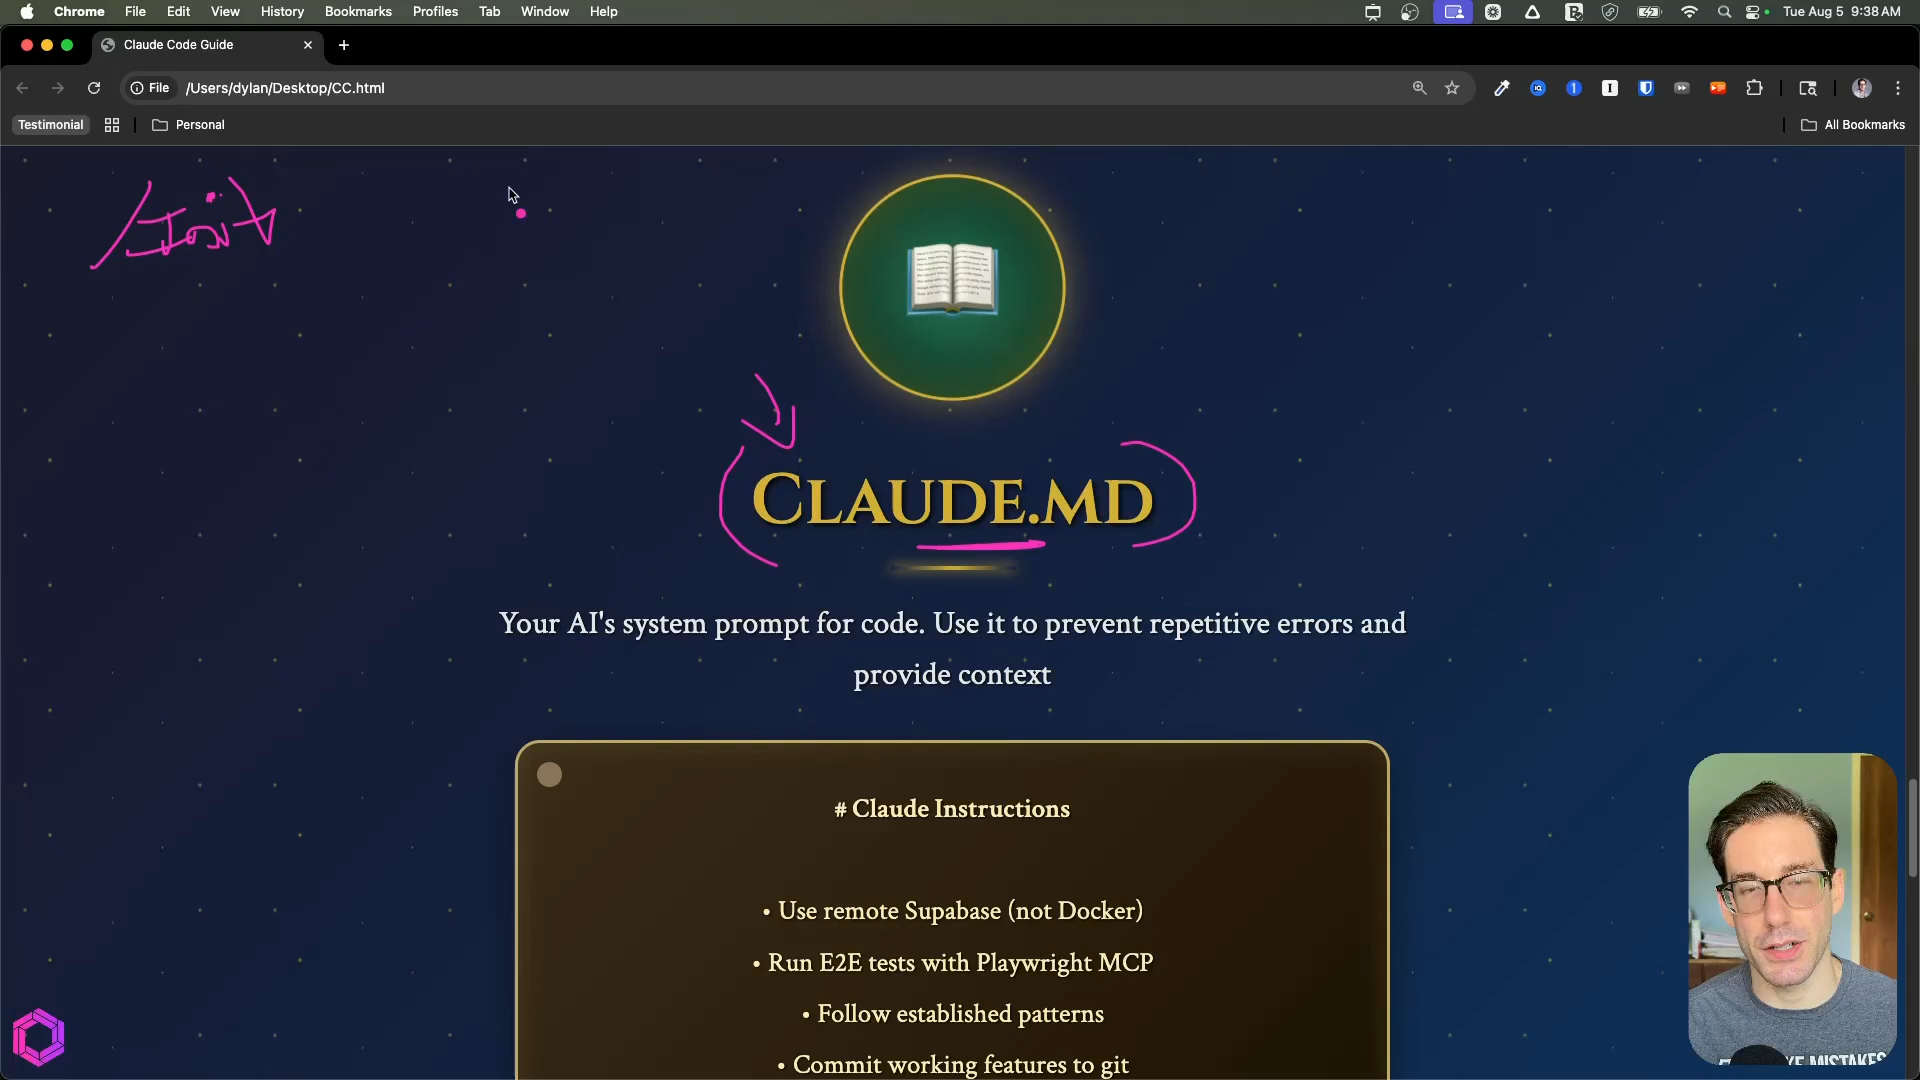 Chrome File Edit View History Bookmarks Profiles Tab Window Help Tue Aug 5 9:38 AM
Claude Code Guide
File /Users/dylan/Desktop/CC.html
Testimonial Personal All Bookmarks
/Init
CLAUDE.MD
Your AI's system prompt for code. Use it to prevent repetitive errors and
provide context
# Claude Instructions
• Use remote Supabase (not Docker)
• Run E2E tests with Playwright MCP
• Follow established patterns
• Commit working features to git
MISTAKES